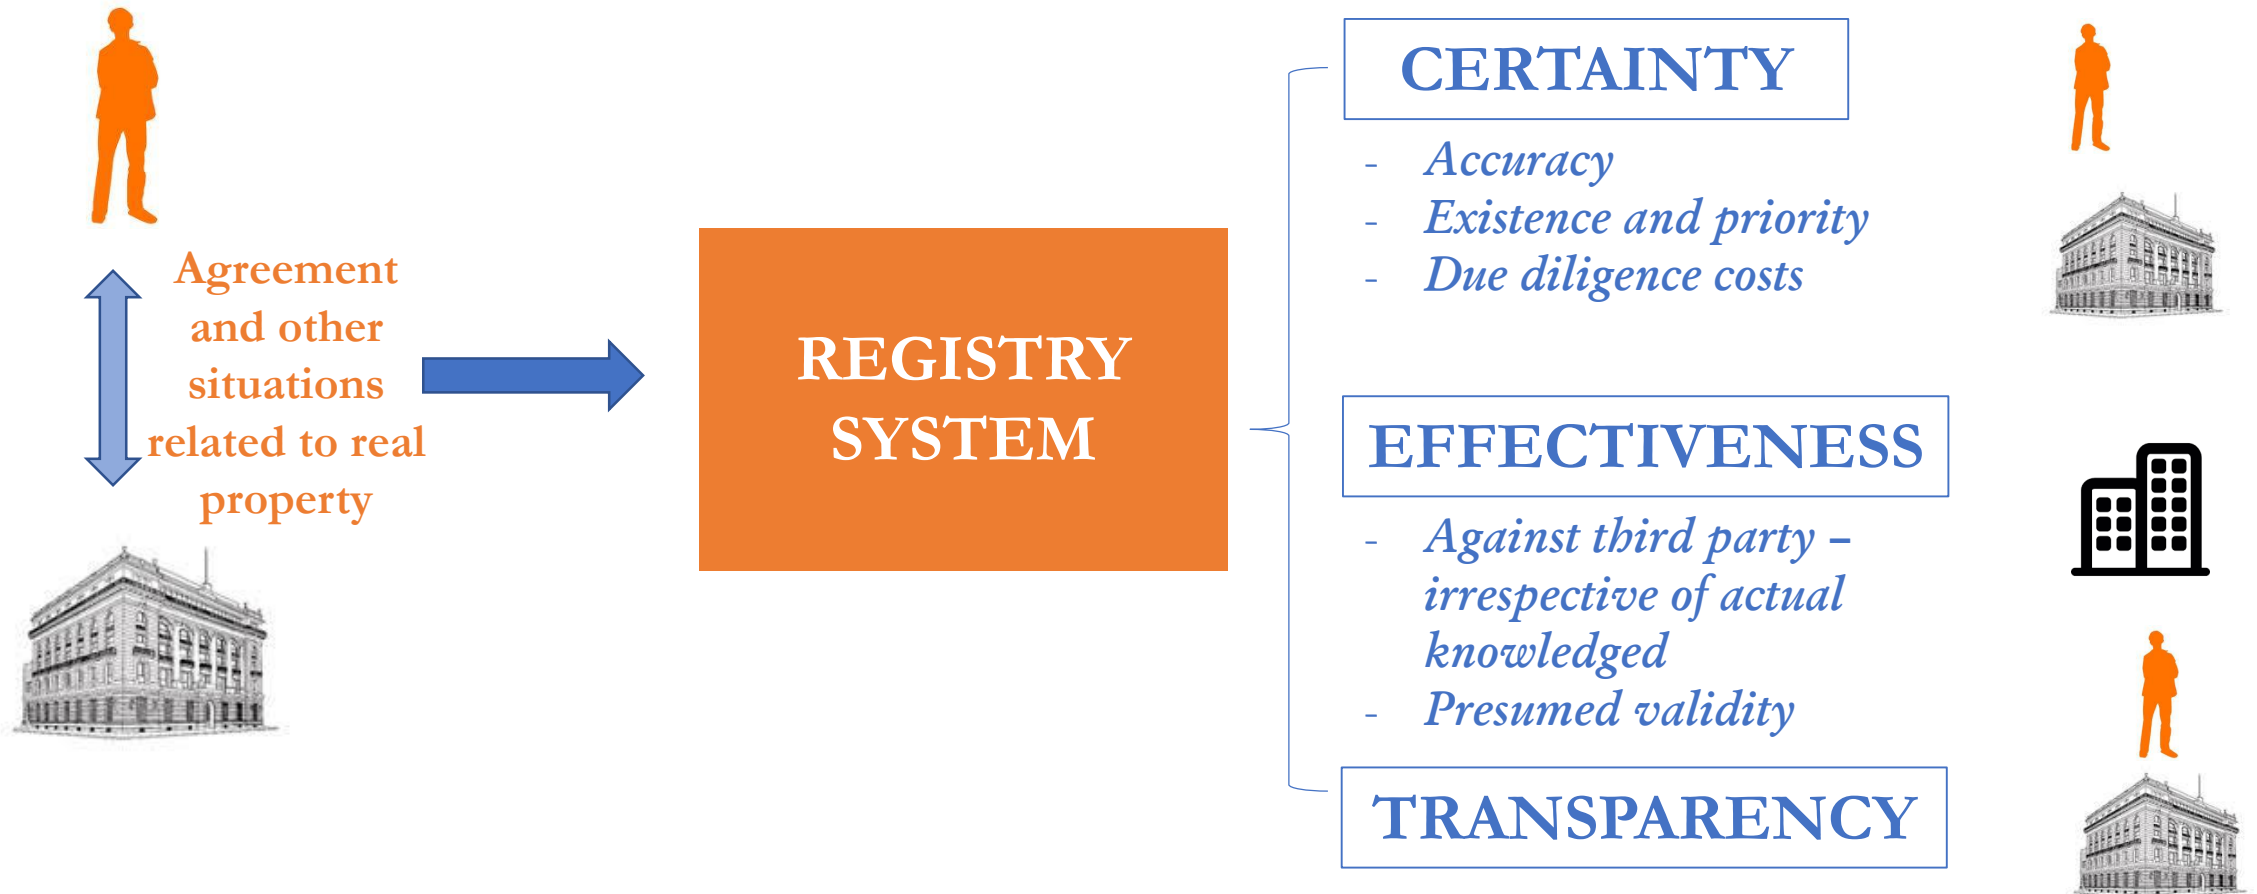 Agreement
and other
situations
related to real
property
REGISTRY
SYSTEM
CERTAINTY
- Accuracy
- Existence and priority
- Due diligence costs
EFFECTIVENESS
- Against third party –
irrespective of actual
knowledged
- Presumed validity
TRANSPARENCY